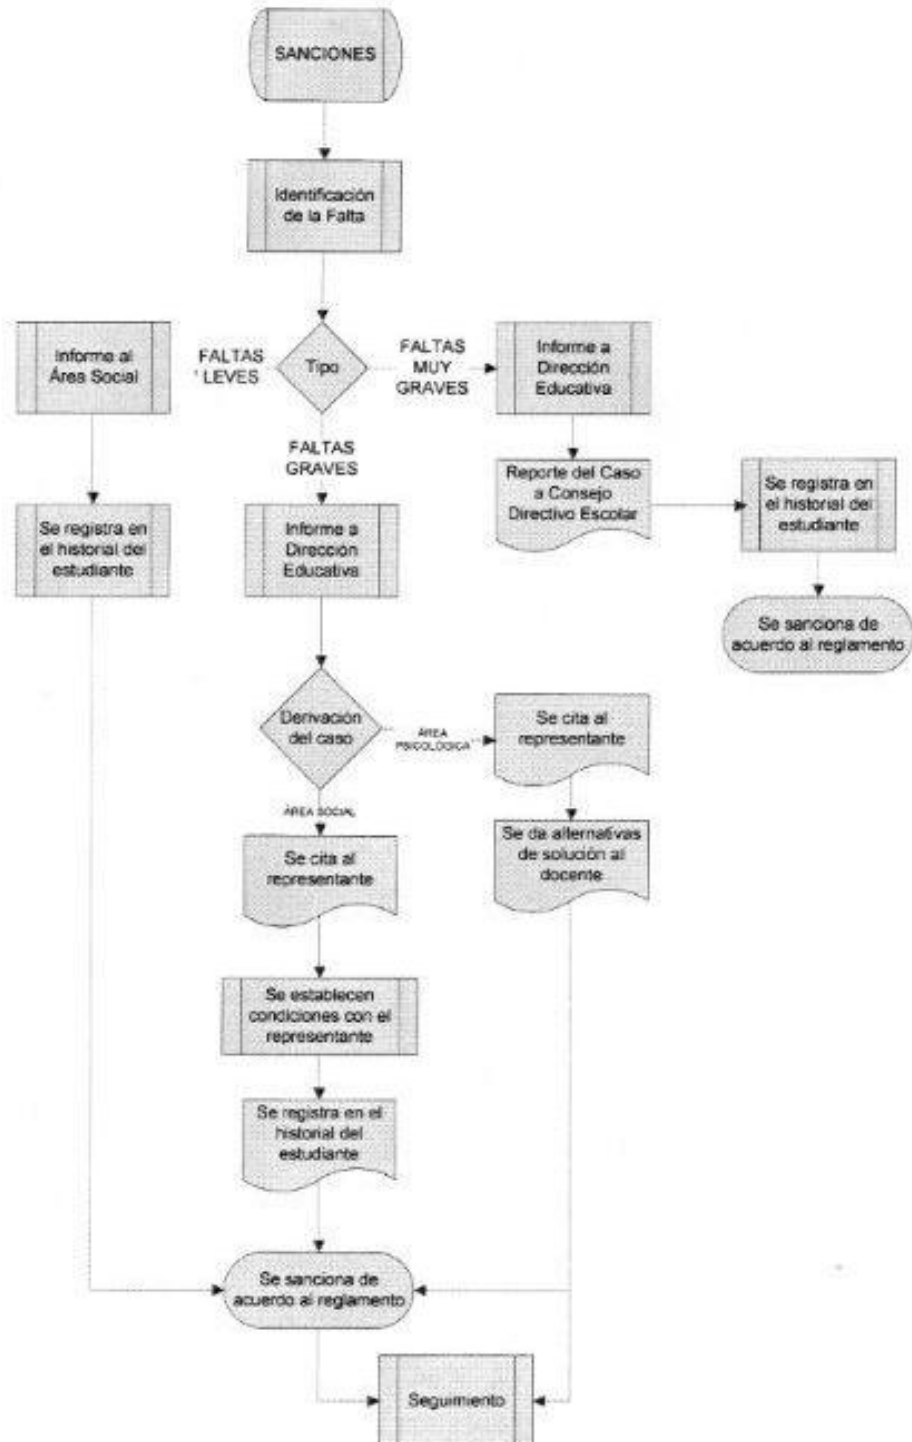 SANCIONES
Identificación
de la Falta
Informe al
Área Social
FALTAS
' LEVES
Tipo
FALTAS
MUY
GRAVES
Informe a
Dirección
Educativa
FALTAS
GRAVES
Reporte del Caso
a Consejo
Directivo Escolar
Se registra en
el historial del
estudiante
Se registra en
el historial del
estudiante
Informe a
Dirección
Educativa
Se sanciona de
acuerdo al reglamento
Derivación
del caso
ÁREA
PSICOLÓGICA
Se cita al
representante
ÁREA SOCIAL
Se cita al
representante
Se da alternativas
de solución al
docente
Se establecen
condiciones con el
representante
Se registra en el
historial del
estudiante
Se sanciona de
acuerdo al reglamento
Seguimiento